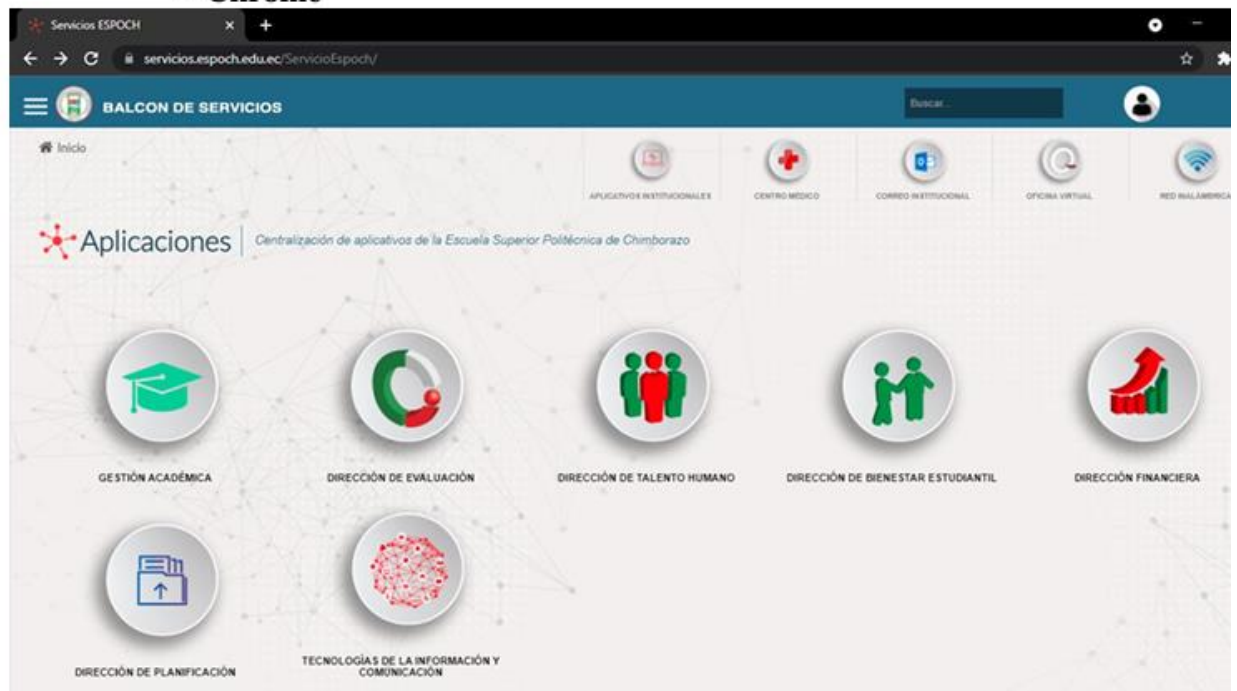 Chrome
Servicios ESPOCH
servicios.espoch.edu.ec/ServicioEspoch/
BALCON DE SERVICIOS
Buscar...
Inicio
APLICATIVOS INSTITUCIONALES
CENTRO MÉDICO
CORREO INSTITUCIONAL
OFICINA VIRTUAL
RED INALÁMBRICA
Aplicaciones
Centralización de aplicativos de la Escuela Superior Politécnica de Chimborazo
GESTIÓN ACADÉMICA
DIRECCIÓN DE EVALUACIÓN
DIRECCIÓN DE TALENTO HUMANO
DIRECCIÓN DE BIENESTAR ESTUDIANTIL
DIRECCIÓN FINANCIERA
DIRECCIÓN DE PLANIFICACIÓN
TECNOLOGÍAS DE LA INFORMACIÓN Y
COMUNICACIÓN